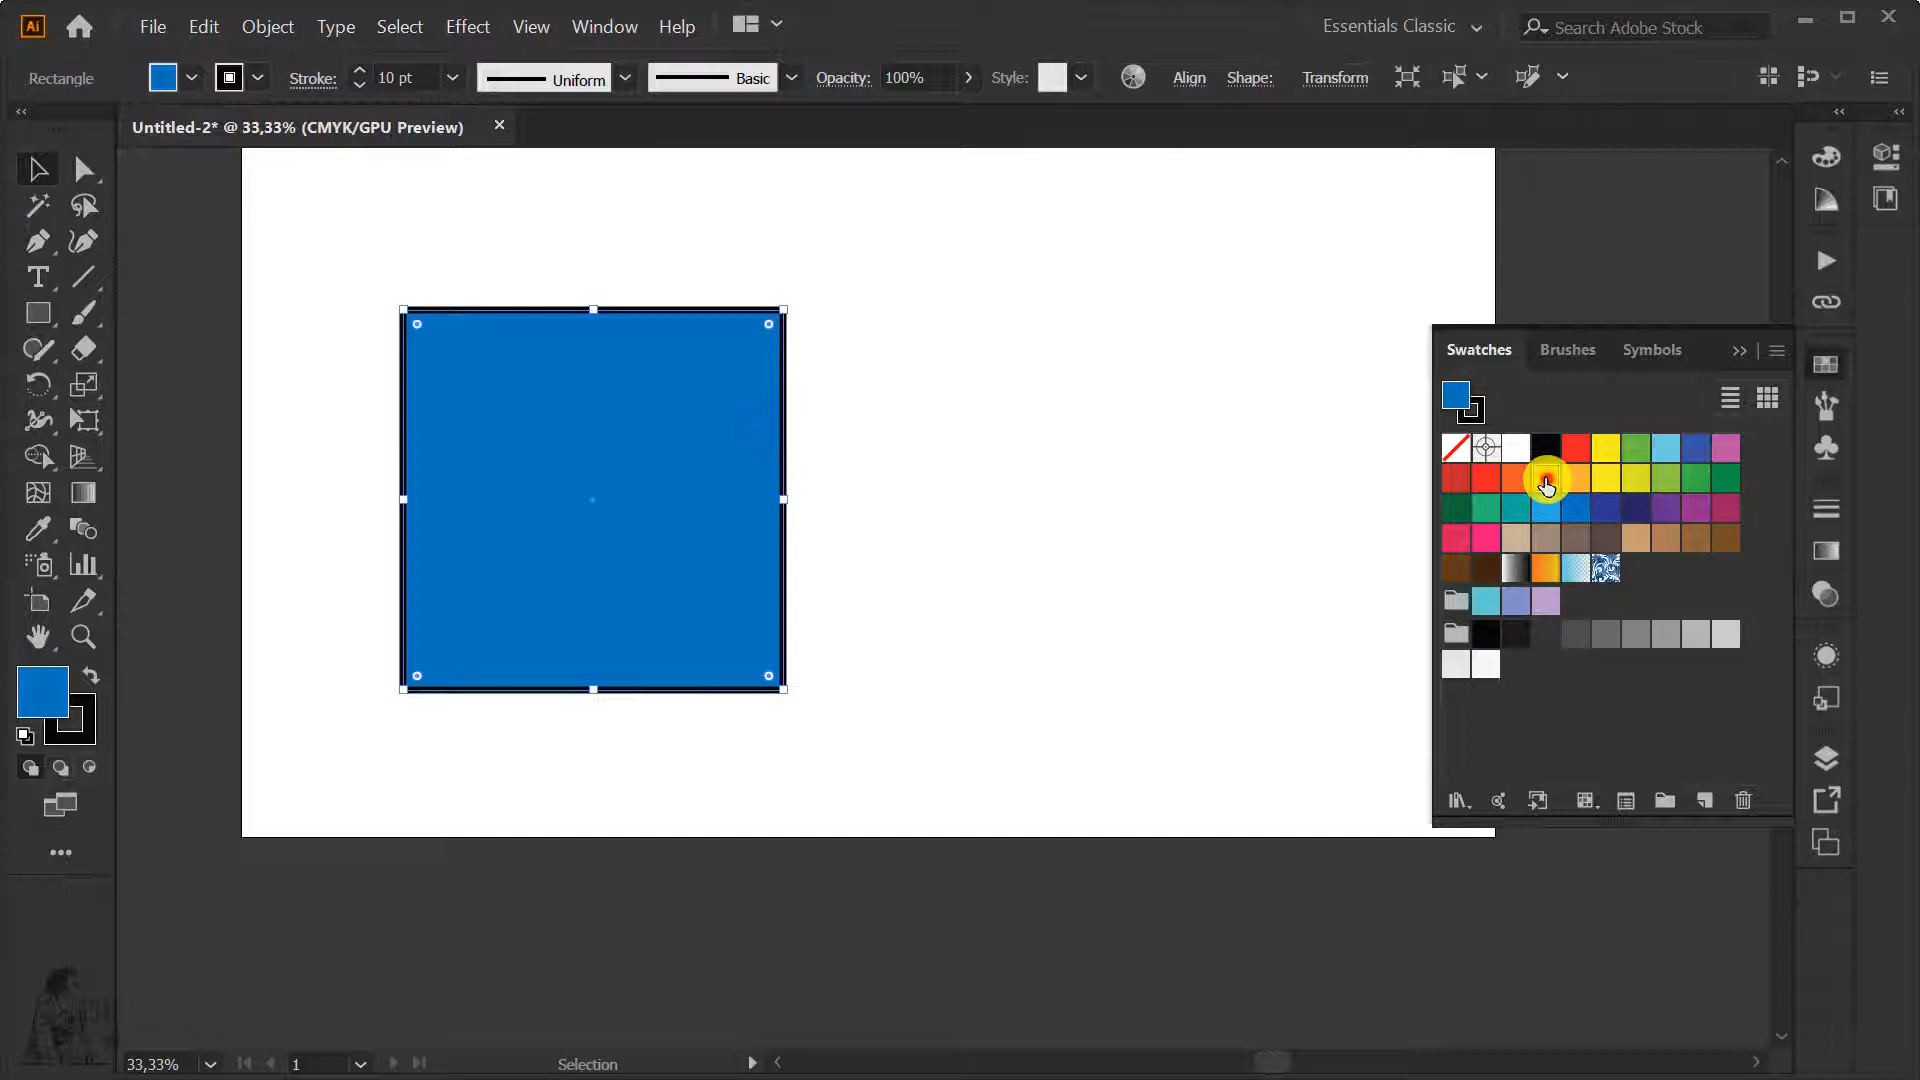 Ai File Edit Object Type Select Effect View Window Help Essentials Classic Search Adobe Stock
Rectangle Stroke: 10 pt Uniform Basic Opacity: 100% Style: Align Shape: Transform
Untitled-2* @ 33,33% (CMYK/GPU Preview)
Swatches Brushes Symbols
33,33% 1 Selection